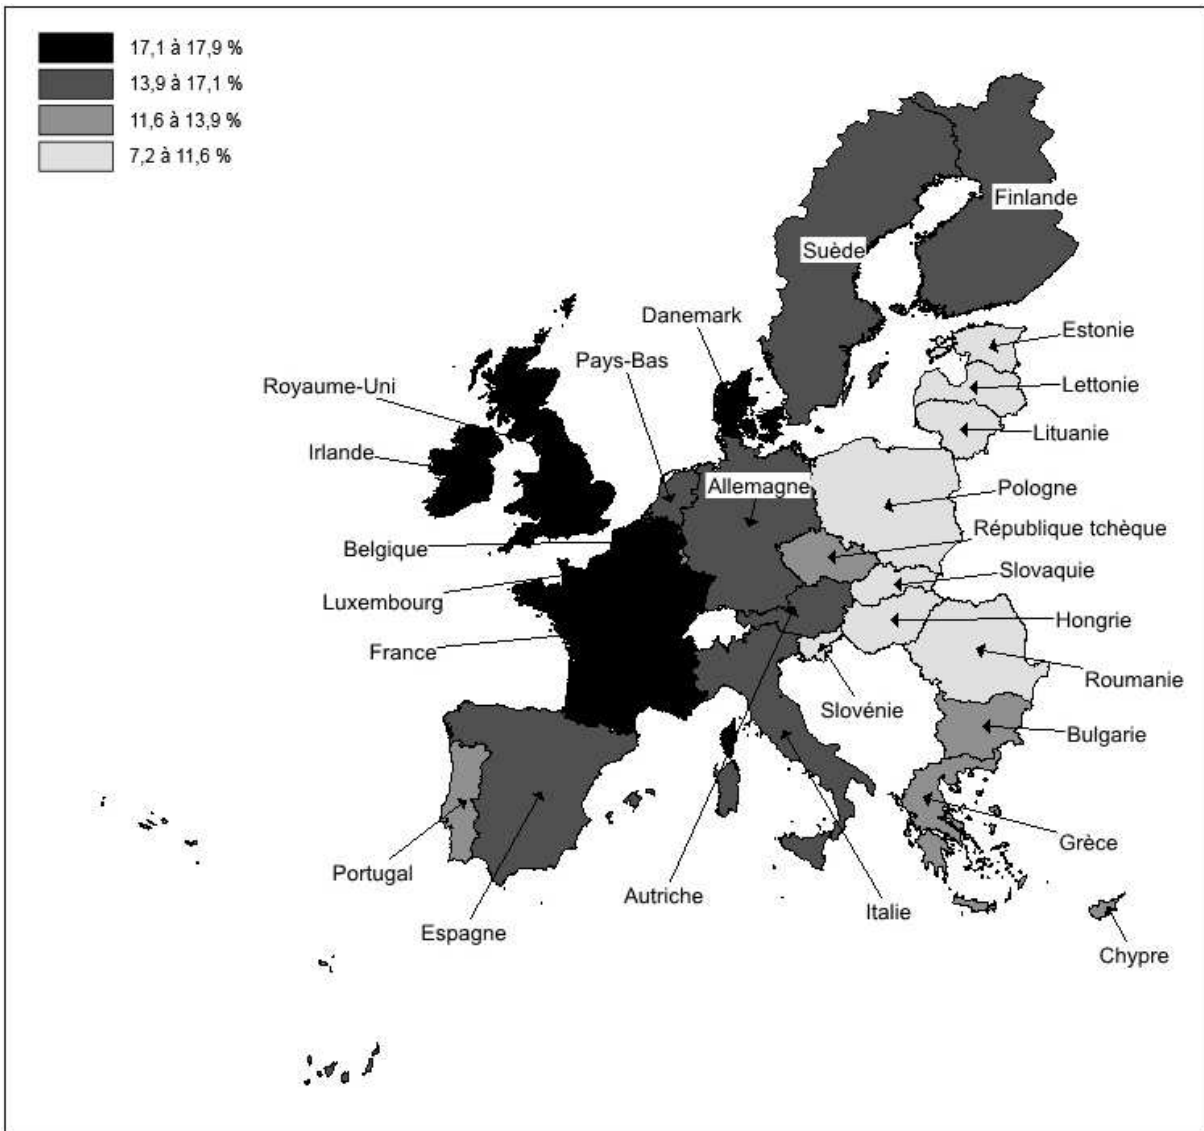 17,1 à 17,9 %
13,9 à 17,1 %
11,6 à 13,9 %
7,2 à 11,6 %
Finlande
Suède
Danemark
Estonie
Pays-Bas
Royaume-Uni
Lettonie
Lituanie
Irlande
Allemagne
Pologne
République tchèque
Belgique
Slovaquie
Luxembourg
Hongrie
France
Roumanie
Slovénie
Bulgarie
Grèce
Portugal
Autriche
Italie
Espagne
Chypre